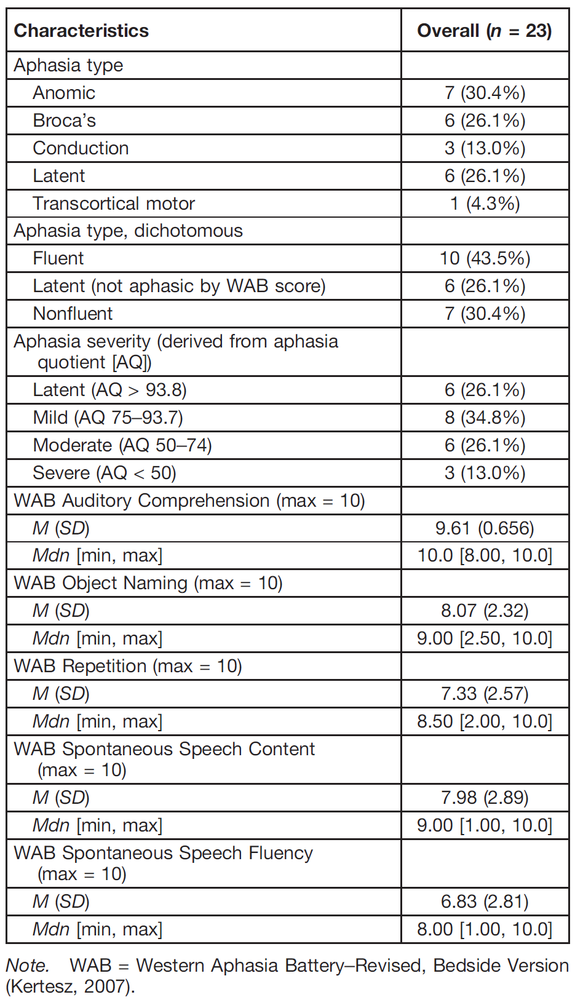 Characteristics Overall (n = 23)
Aphasia type
Anomic 7 (30.4%)
Broca’s 6 (26.1%)
Conduction 3 (13.0%)
Latent 6 (26.1%)
Transcortical motor 1 (4.3%)
Aphasia type, dichotomous
Fluent 10 (43.5%)
Latent (not aphasic by WAB score) 6 (26.1%)
Nonfluent 7 (30.4%)
Aphasia severity (derived from aphasia
quotient [AQ])
Latent (AQ > 93.8) 6 (26.1%)
Mild (AQ 75–93.7) 8 (34.8%)
Moderate (AQ 50–74) 6 (26.1%)
Severe (AQ < 50) 3 (13.0%)
WAB Auditory Comprehension (max = 10)
M (SD) 9.61 (0.656)
Mdn [min, max] 10.0 [8.00, 10.0]
WAB Object Naming (max = 10)
M (SD) 8.07 (2.32)
Mdn [min, max] 9.00 [2.50, 10.0]
WAB Repetition (max = 10)
M (SD) 7.33 (2.57)
Mdn [min, max] 8.50 [2.00, 10.0]
WAB Spontaneous Speech Content
(max = 10)
M (SD) 7.98 (2.89)
Mdn [min, max] 9.00 [1.00, 10.0]
WAB Spontaneous Speech Fluency
(max = 10)
M (SD) 6.83 (2.81)
Mdn [min, max] 8.00 [1.00, 10.0]
Note. WAB = Western Aphasia Battery–Revised, Bedside Version
(Kertesz, 2007).